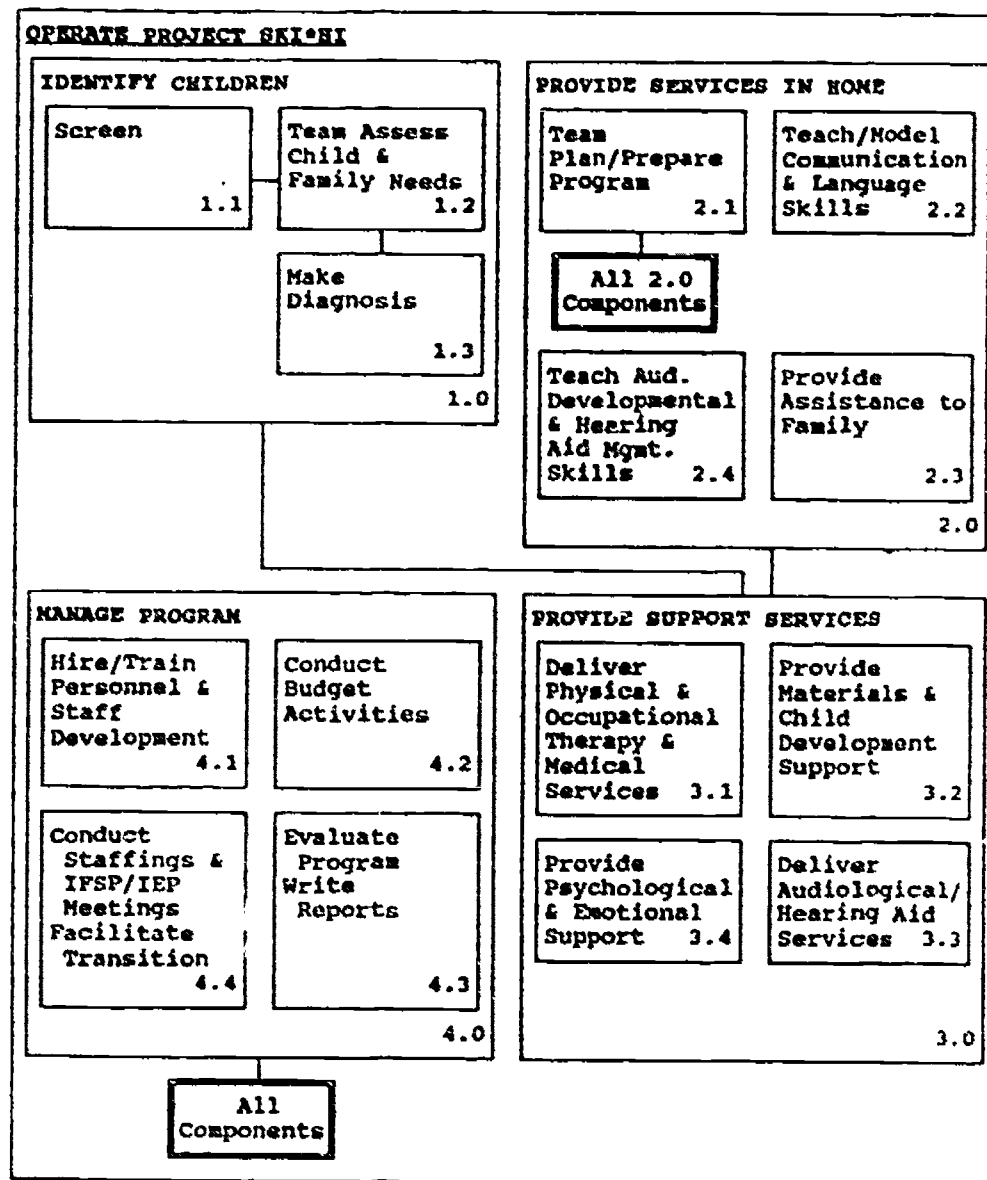 OPERATE PROJECT SKI*HI
IDENTIFY CHILDREN
Screen
1.1
Team Assess
Child &
Family Needs
1.2
Make
Diagnosis
1.3
1.0
PROVIDE SERVICES IN HOME
Team
Plan/Prepare
Program
2.1
Teach/Model
Communication
& Language
Skills 2.2
All 2.0
Components
Teach Aud.
Developmental
& Hearing
Aid Mgmt.
Skills 2.4
Provide
Assistance to
Family
2.3
2.0
MANAGE PROGRAM
Hire/Train
Personnel &
Staff
Development
4.1
Conduct
Budget
Activities
4.2
Conduct
Staffings &
IFSP/IEP
Meetings
Facilitate
Transition
4.4
Evaluate
Program
Write
Reports
4.3
4.0
All
Components
PROVIDE SUPPORT SERVICES
Deliver
Physical &
Occupational
Therapy &
Medical
Services 3.1
Provide
Materials &
Child
Development
Support
3.2
Provide
Psychological
& Emotional
Support 3.4
Deliver
Audiological/
Hearing Aid
Services 3.3
3.0